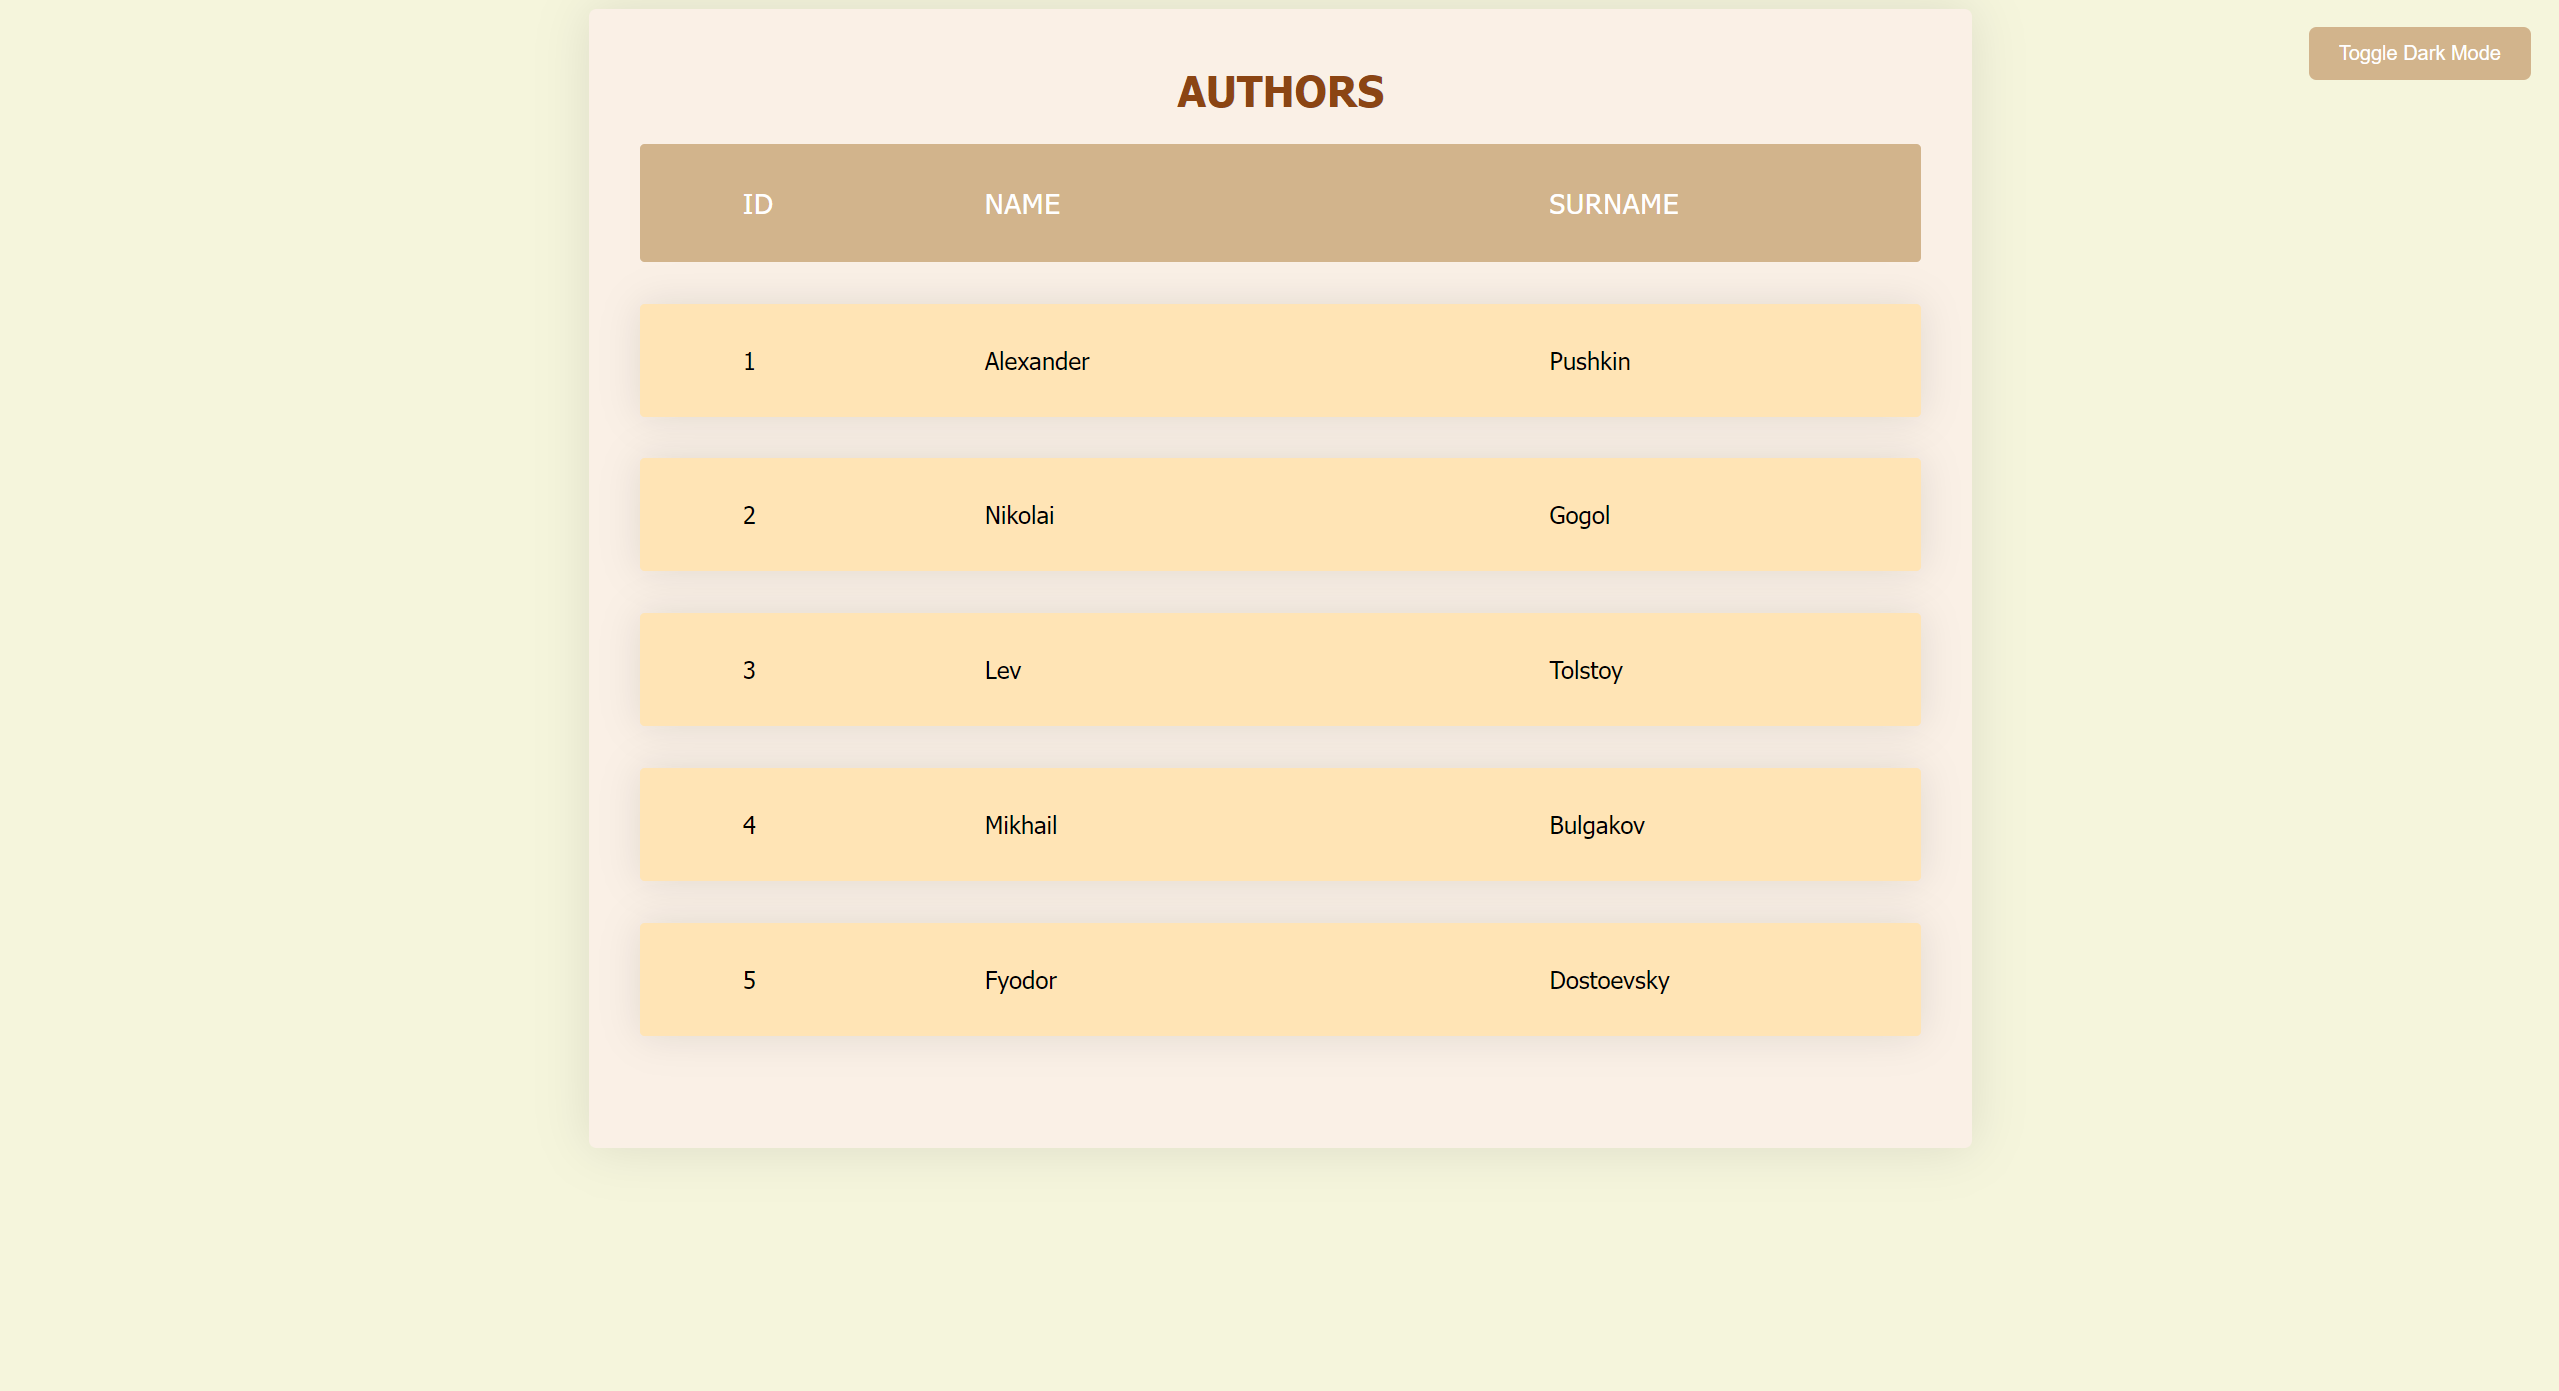 Toggle Dark Mode
AUTHORS
ID NAME SURNAME
1 Alexander Pushkin
2 Nikolai Gogol
3 Lev Tolstoy
4 Mikhail Bulgakov
5 Fyodor Dostoevsky